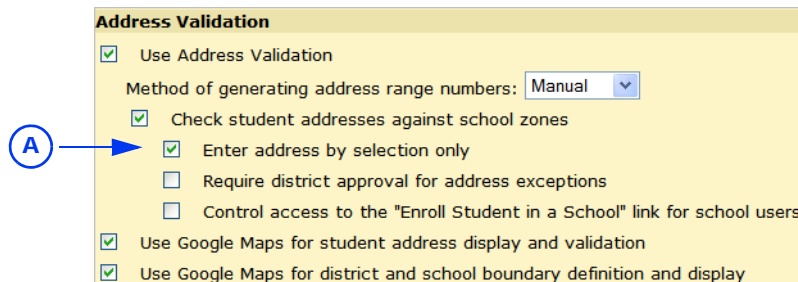 Address Validation
Use Address Validation
Method of generating address range numbers: Manual
Check student addresses against school zones
A
Enter address by selection only
Require district approval for address exceptions
Control access to the "Enroll Student in a School" link for school users
Use Google Maps for student address display and validation
Use Google Maps for district and school boundary definition and display